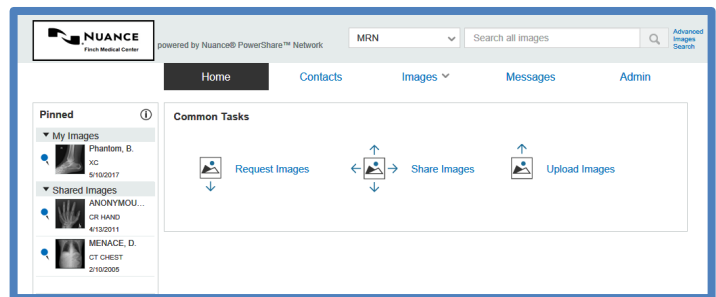 NUANCE
Finch Medical Center
powered by Nuance® PowerShare™ Network
MRN
Search all images
Advanced
Images
Search
Home Contacts Images Messages Admin
Pinned
Common Tasks
My Images
Phantom, B.
XC
5/10/2017
Shared Images
ANONYMOU...
CR HAND
4/13/2011
MENACE, D.
CT CHEST
2/10/2005
Request Images
Share Images
Upload Images